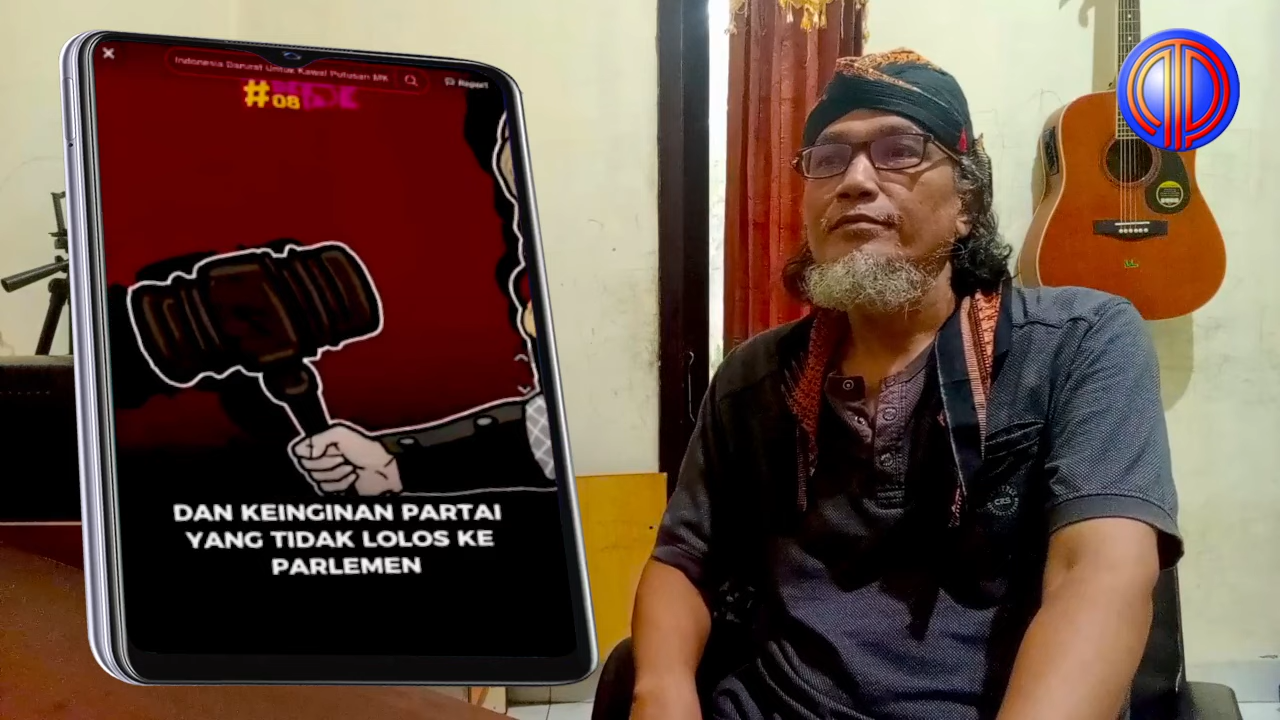 Indonesia Darurat Untuk Kawal Putusan MK
Report
#08
DAN KEINGINAN PARTAI
YANG TIDAK LOLOS KE
PARLEMEN